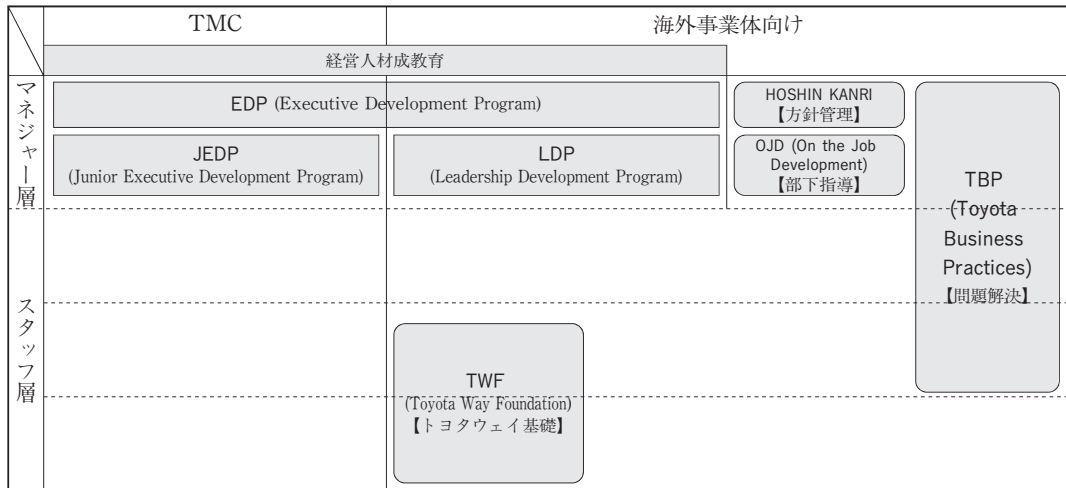 TMC
海外事業体向け
経営人材成教育
マネジャー層
EDP (Executive Development Program)
HOSHIN KANRI
【方針管理】
JEDP
(Junior Executive Development Program)
LDP
(Leadership Development Program)
OJD (On the Job
Development)
【部下指導】
TBP
(Toyota
Business
Practices)
【問題解決】
スタッフ層
TWF
(Toyota Way Foundation)
【トヨタウェイ基礎】